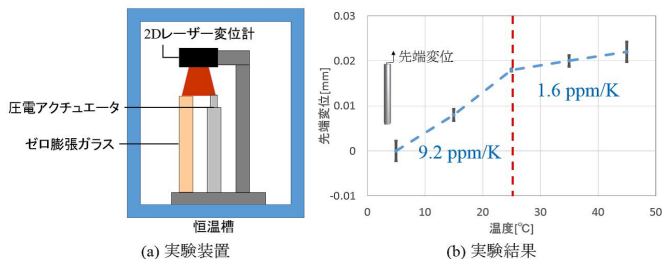 2Dレーザー変位計
圧電アクチュエータ
ゼロ膨張ガラス
恒温槽
(a) 実験装置
先端変位[mm]
0.03
0.02
0.01
0
-0.01
先端変位
9.2 ppm/K
1.6 ppm/K
0 10 20 30 40 50
温度[℃]
(b) 実験結果